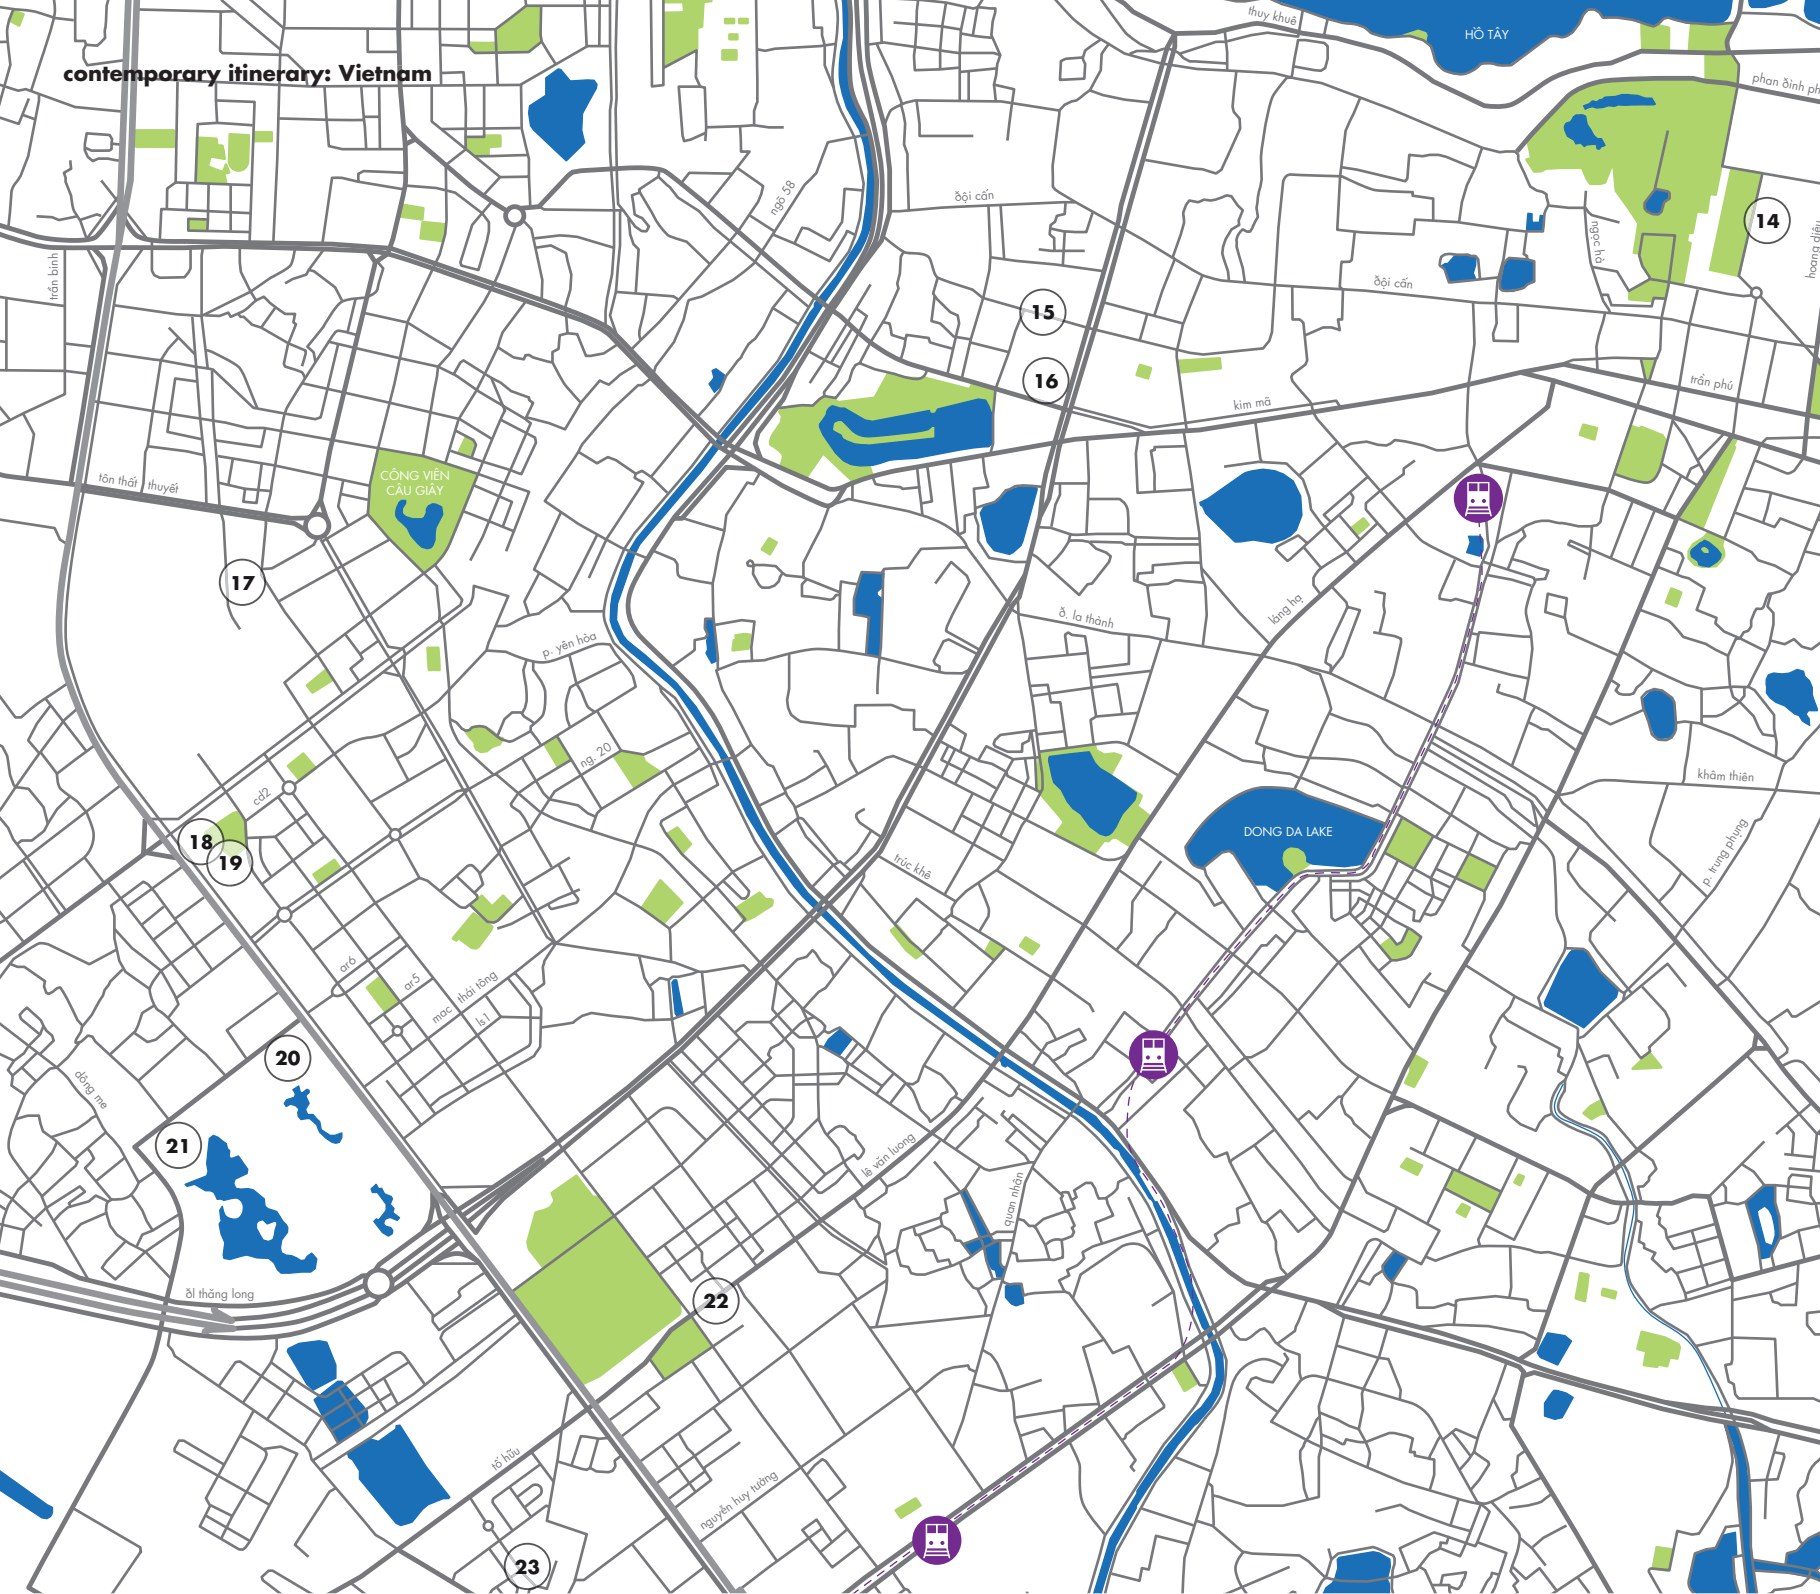 thuy khuê
HỒ TÂY
contemporary itinerary: Vietnam
phan đình ph
ngõ 58
đội cấn
14
ngọc hà
hoang diệu
trần bình
đội cấn
15
16
trần phú
kim mã
CÔNG VIÊN
CẦU GIẤY
tôn thất thuyết
17
láng hạ
đ. la thành
p. yên hòa
ng. 20
khâm thiên
cd2
18
19
DONG DA LAKE
p. trung phụng
trúc khê
ar6
ar5
mac thái tông
ls1
20
đồng me
21
lê văn luong
quan nhân
đl thăng long
22
tố hữu
nguyễn huy tưởng
23